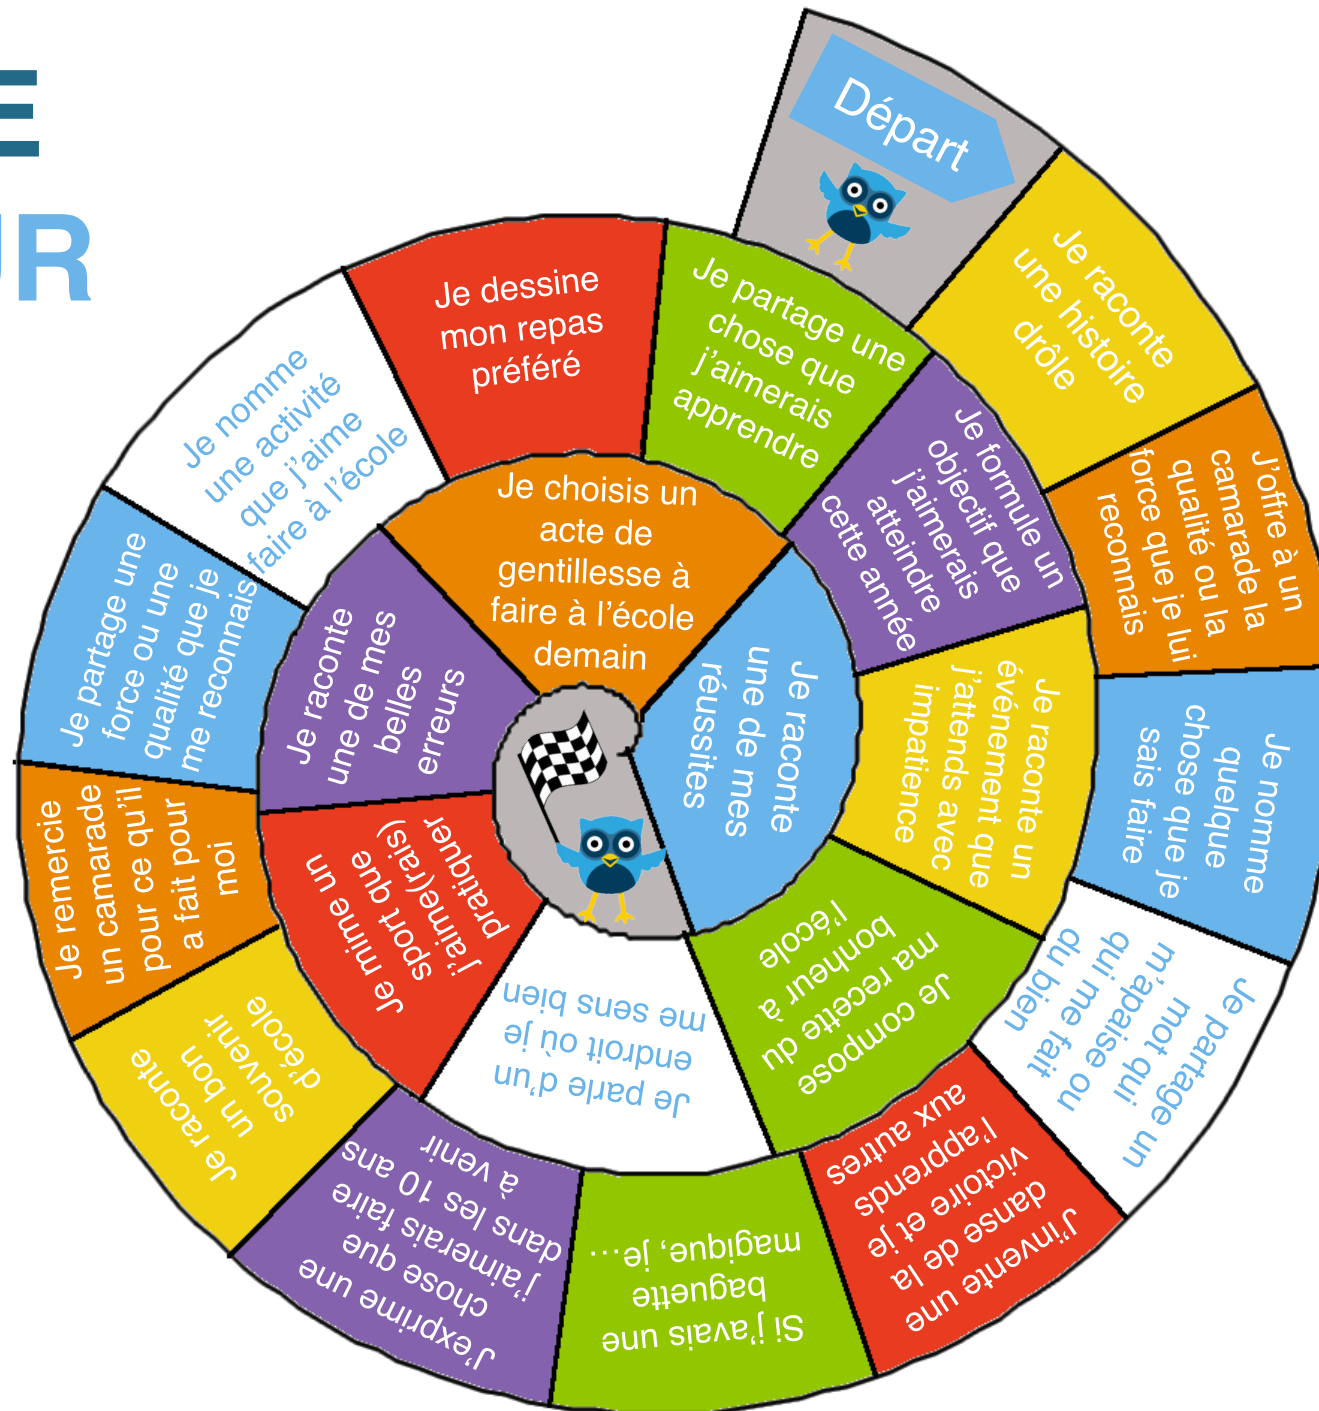 E
UR
Départ
Je raconte
une histoire
drôle
J'offre à un
camarade la
qualité ou la
force que je lui
reconnais
Je nomme
quelque
chose que je
sais faire
Je partage un
mot qui
m'apaise ou
qui me fait
du bien
J'invente une
danse de la
victoire et je
l'apprends
aux autres
Si j'avais une
baguette
magique, je...
J'exprime une
chose que
j'aimerais faire
dans les 10 ans
à venir
Je raconte
un bon
souvenir
d'école
Je remercie
un camarade
pour ce qu'il
a fait pour
moi
Je partage une
force ou une
qualité que je
me reconnais
Je nomme
une activité
que j'aime
faire à l'école
Je dessine
mon repas
préféré
Je partage une
chose que
j'aimerais
apprendre
Je formule un
objectif que
j'aimerais
atteindre
cette année
Je raconte un
événement que
j'attends avec
impatience
Je compose
ma recette du
bonheur à
l'école
Je parle d'un
endroit où je
me sens bien
Je mime un
sport que
j'aime(rais)
pratiquer
Je raconte
une de mes
belles
erreurs
Je choisis un
acte de
gentillesse à
faire à l'école
demain
Je raconte
une de mes
réussites